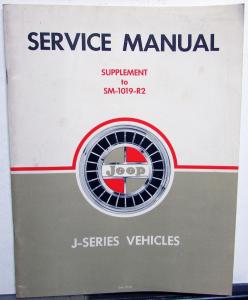 SERVICE MANUAL
SUPPLEMENT
to
SM-1019-R2
Jeep
J-SERIES VEHICLES